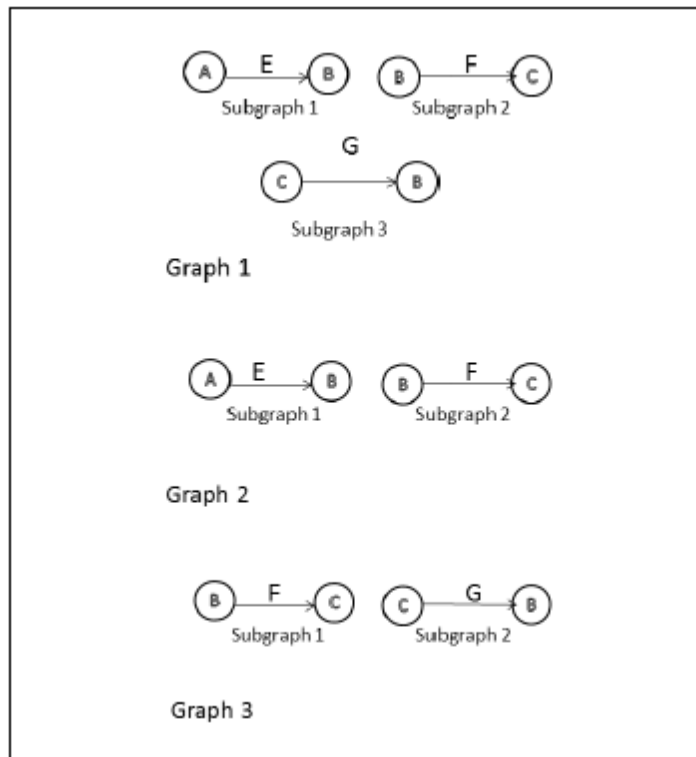 E F
A B B C
Subgraph 1 Subgraph 2
G
C B
Subgraph 3
Graph 1
E F
A B B C
Subgraph 1 Subgraph 2
Graph 2
F G
B C C B
Subgraph 1 Subgraph 2
Graph 3